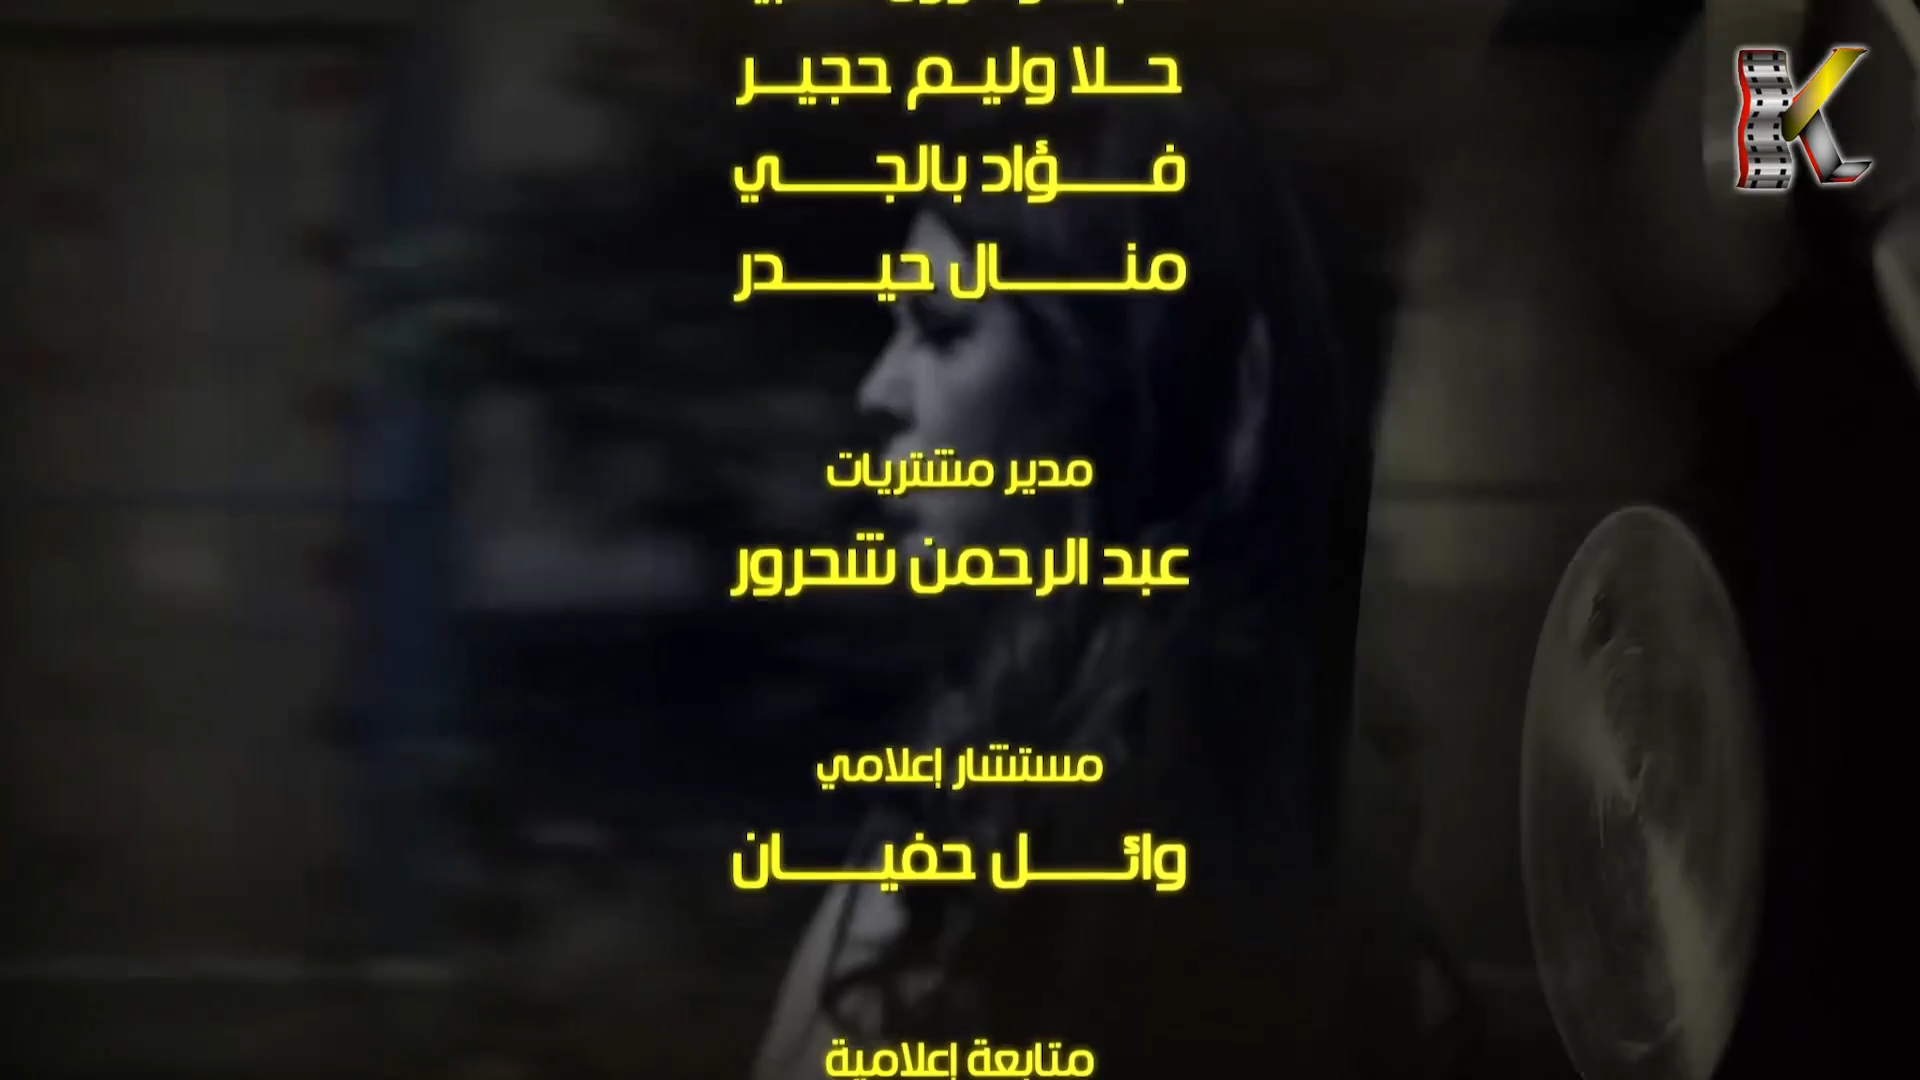 حلا وليم حجير
فؤاد بالجي
منال حيدر
مدير مشتريات
عبد الرحمن شحرور
مستشار إعلامي
وائل حفيان
متابعة إعلامية